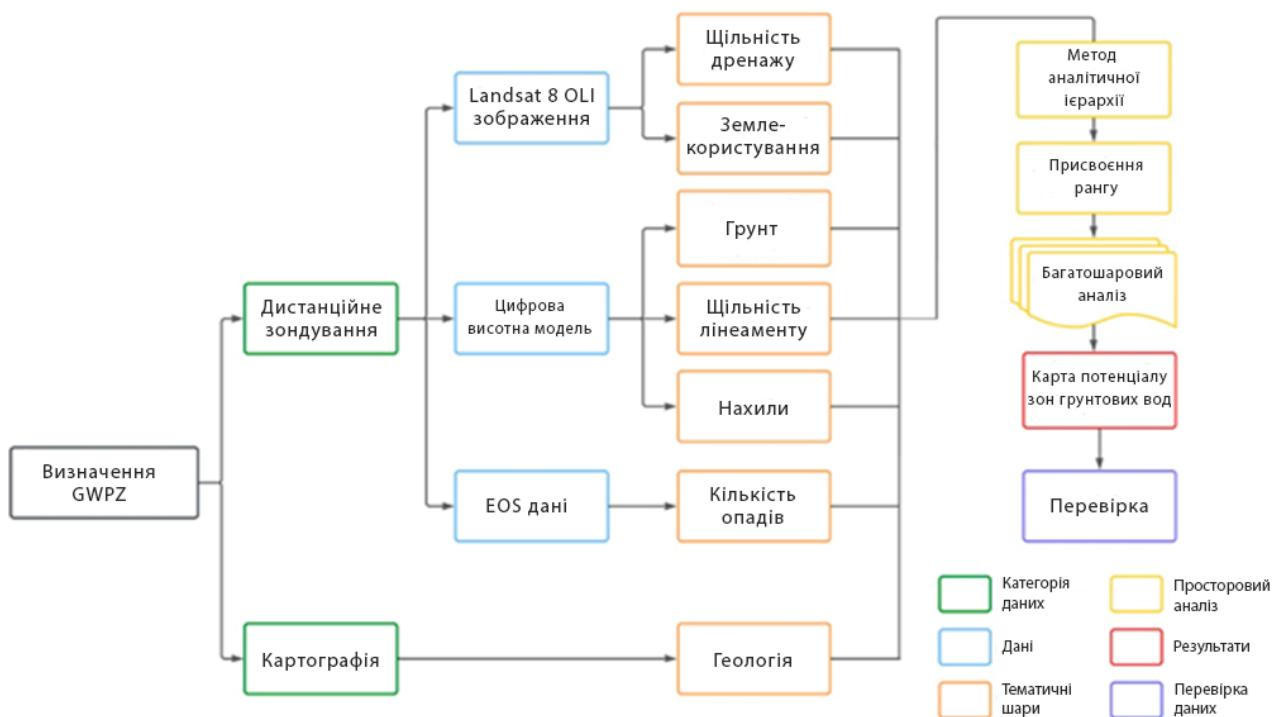 Визначення
GWPZ
Дистанційне
зондування
Картографія
Landsat 8 OLI
зображення
Цифрова
висотна модель
EOS дані
Щільність
дренажу
Земле-
користування
Грунт
Щільність
лінеаменту
Нахили
Кількість
опадів
Геологія
Метод
аналітичної
ієрархії
Присвоєння
рангу
Багатошаровий
аналіз
Карта потенціалу
зон грунтових вод
Перевірка
Категорія
даних
Дані
Тематичні
шари
Просторовий
аналіз
Результати
Перевірка
даних